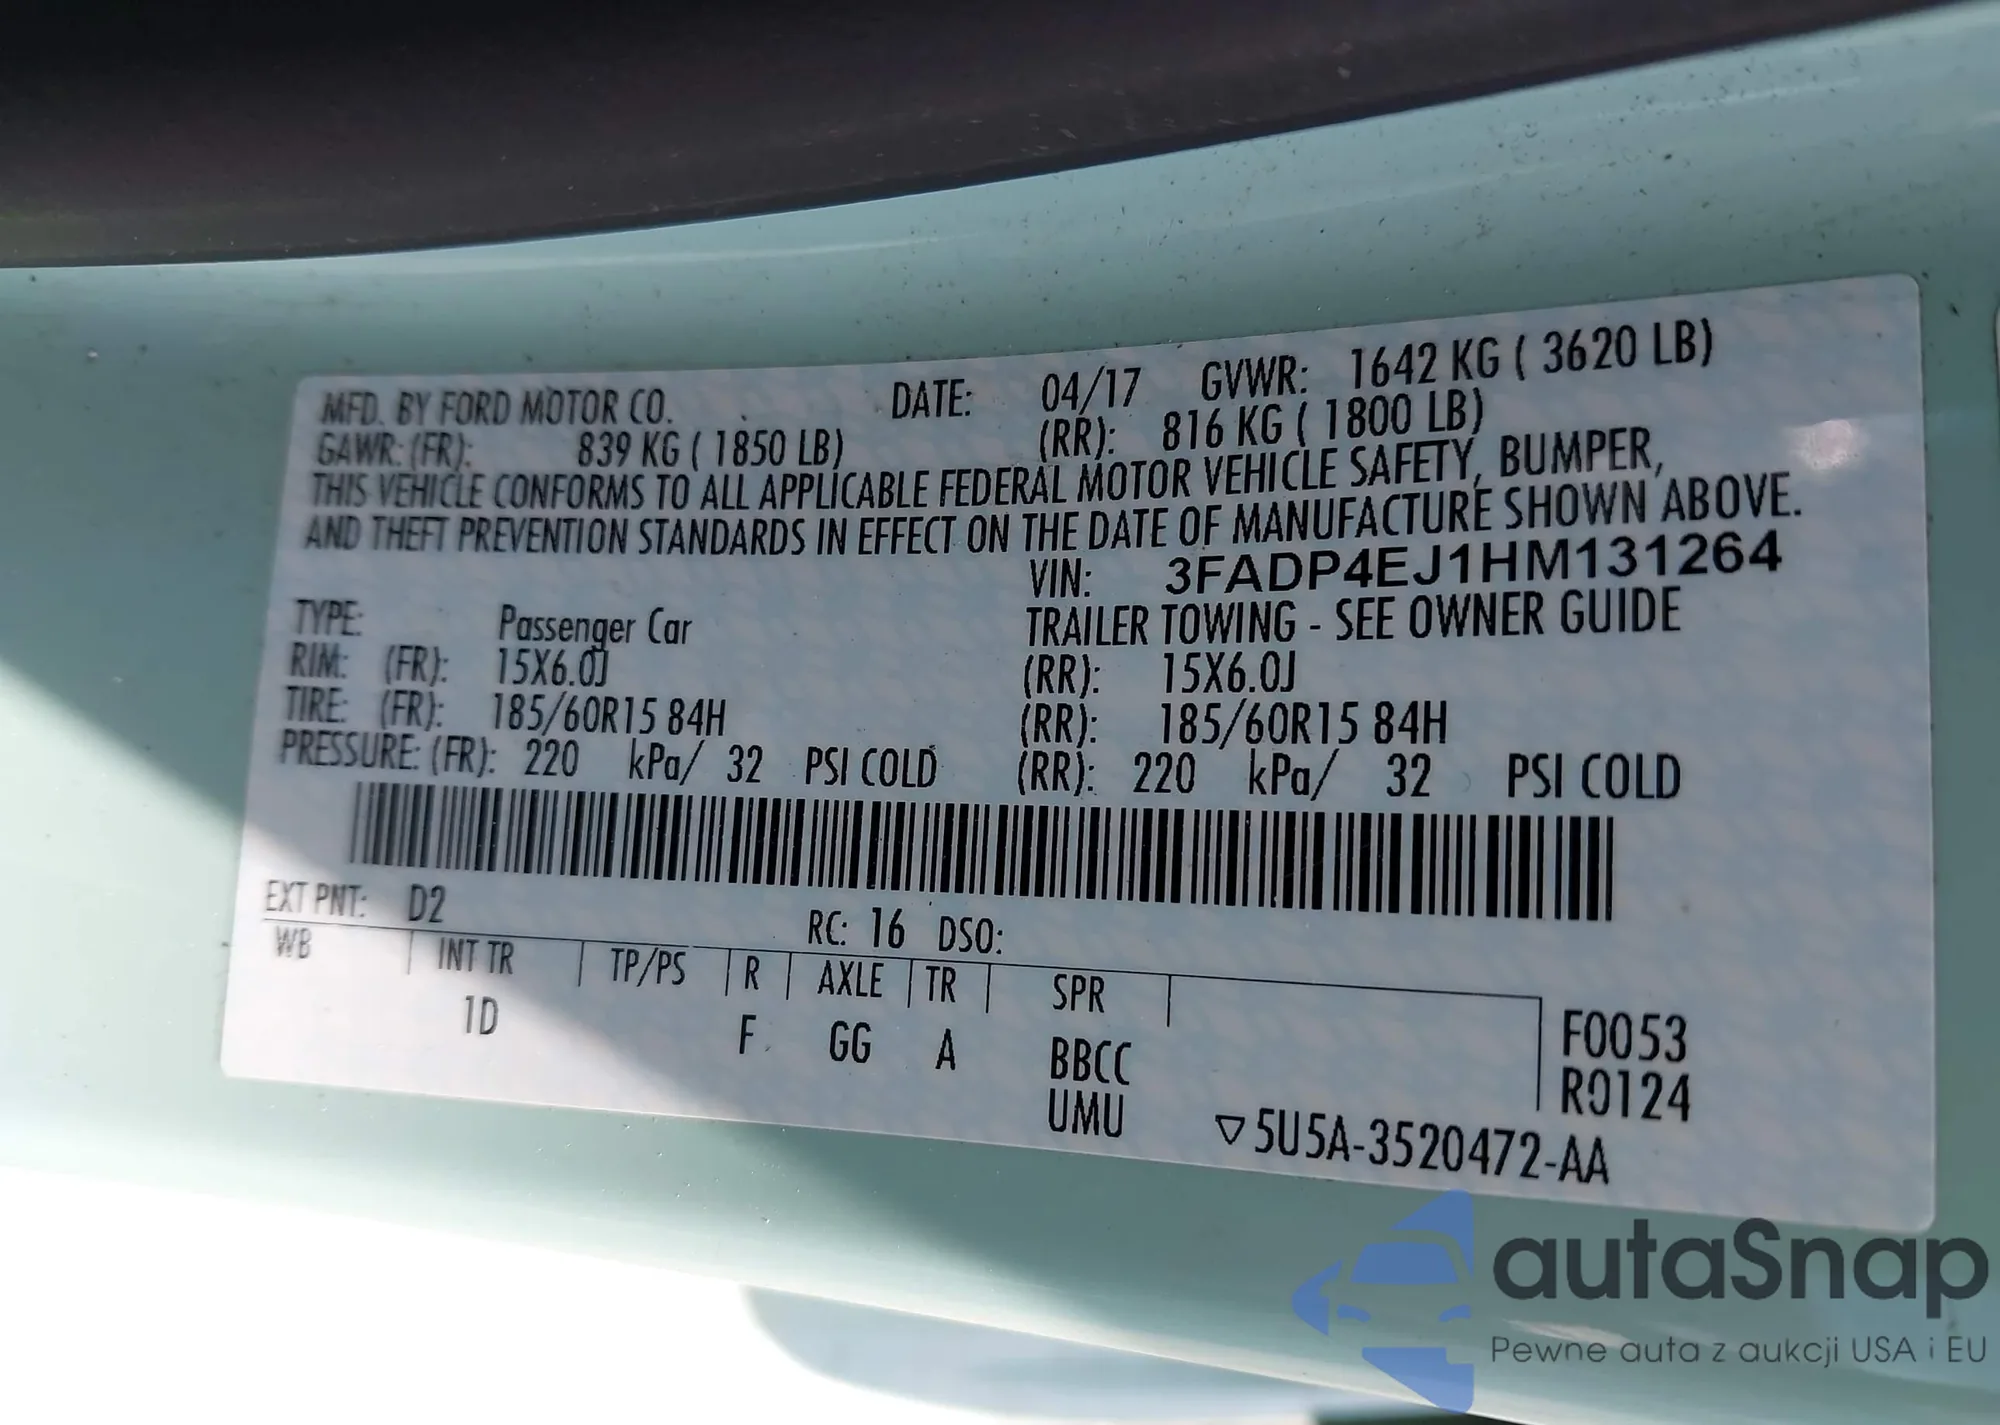 MFD. BY FORD MOTOR CO. DATE: 04/17 GVWR: 1642 KG ( 3620 LB)
GAWR: (FR): 839 KG ( 1850 LB) (RR): 816 KG ( 1800 LB)
THIS VEHICLE CONFORMS TO ALL APPLICABLE FEDERAL MOTOR VEHICLE SAFETY, BUMPER,
AND THEFT PREVENTION STANDARDS IN EFFECT ON THE DATE OF MANUFACTURE SHOWN ABOVE.
VIN: 3FADP4EJ1HM131264
TYPE: Passenger Car TRAILER TOWING - SEE OWNER GUIDE
RIM: (FR): 15X6.0J (RR): 15X6.0J
TIRE: (FR): 185/60R15 84H (RR): 185/60R15 84H
PRESSURE: (FR): 220 kPa/ 32 PSI COLD (RR): 220 kPa/ 32 PSI COLD
EXT PNT: D2 RC: 16 DSO:
WB INT TR TP/PS R AXLE TR SPR
1D F GG A BBCC F0053
UMU R0124
▽5U5A-3520472-AA
autaSnap
Pewne auta z aukcji USA i EU